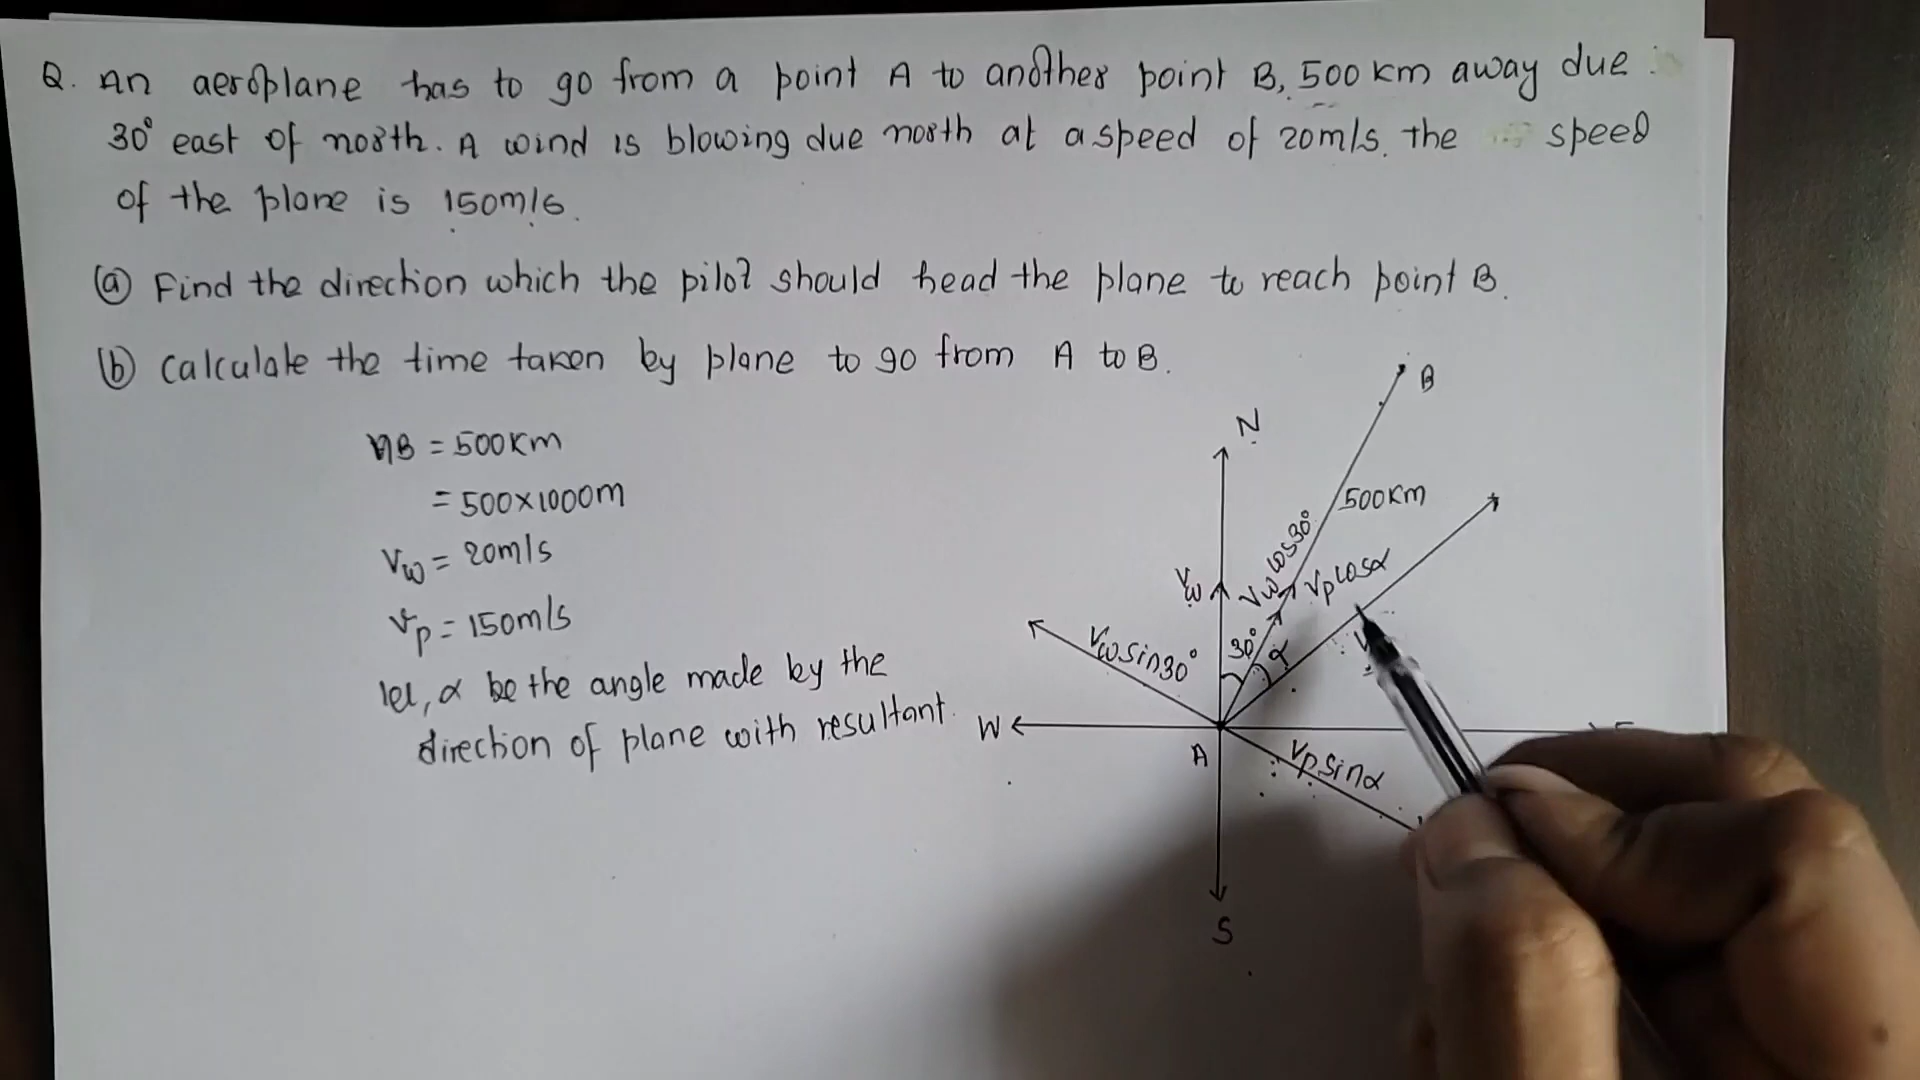 Q. An aeroplane has to go from a point A to another point B, 500 km away due
30° east of north. A wind is blowing due north at a speed of 20m/s. the speed
of the plane is 150m/s.
(a) Find the direction which the pilot should head the plane to reach point B.
(b) Calculate the time taken by plane to go from A to B.
AB = 500km
= 500×1000m
Vw = 20m/s
Vp = 150m/s
let, α be the angle made by the
direction of plane with resultant.
B
N
500km
Vw cos30°
Vp cosα
Vw
Vw sin30°
30°
α
W
A
Vp sinα
S